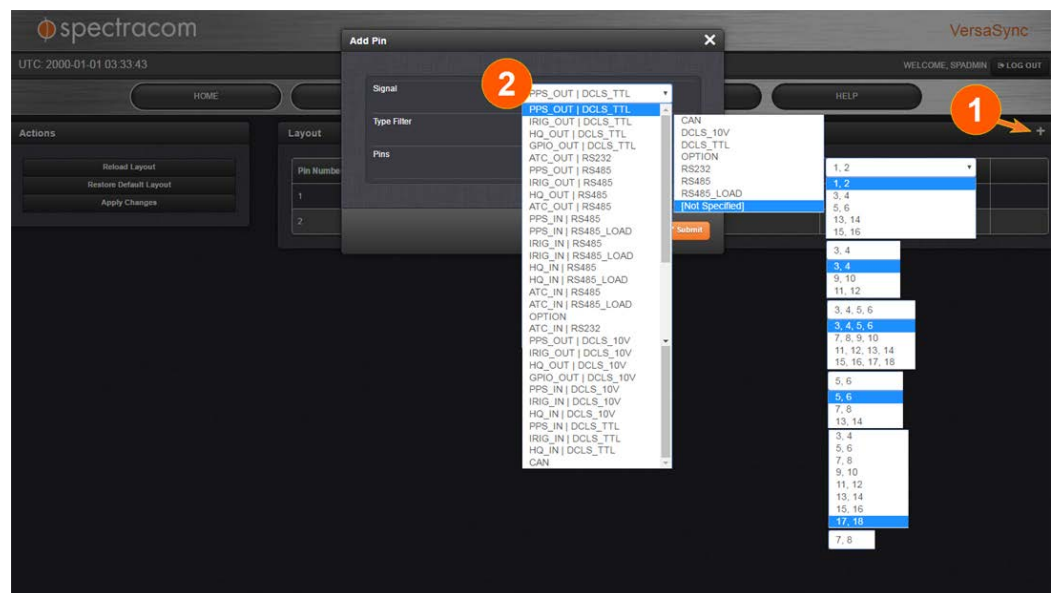 spectracom
VersaSync
Add Pin
UTC: 2000-01-01 03:33:43
WELCOME, SPADMIN
LOG OUT
HOME
HELP
1
2
Actions
Reload Layout
Restore Default Layout
Apply Changes
Layout
Pin Numbe
1
2
Signal
Type Filter
Pins
Submit
PPS_OUT | DCLS_TTL
PPS_OUT | DCLS_TTL
IRIG_OUT | DCLS_TTL
HQ_OUT | DCLS_TTL
GPIO_OUT | DCLS_TTL
ATC_OUT | RS232
PPS_OUT | RS485
IRIG_OUT | RS485
HQ_OUT | RS485
ATC_OUT | RS485
PPS_IN | RS485
PPS_IN | RS485_LOAD
IRIG_IN | RS485
IRIG_IN | RS485_LOAD
HQ_IN | RS485
HQ_IN | RS485_LOAD
ATC_IN | RS485
ATC_IN | RS485_LOAD
OPTION
ATC_IN | RS232
PPS_OUT | DCLS_10V
IRIG_OUT | DCLS_10V
HQ_OUT | DCLS_10V
GPIO_OUT | DCLS_10V
PPS_IN | DCLS_10V
IRIG_IN | DCLS_10V
HQ_IN | DCLS_10V
PPS_IN | DCLS_TTL
IRIG_IN | DCLS_TTL
HQ_IN | DCLS_TTL
CAN
CAN
DCLS_10V
DCLS_TTL
OPTION
RS232
RS485
RS485_LOAD
[Not Specified]
1, 2
1, 2
3, 4
5, 6
13, 14
15, 16
3, 4
3, 4
9, 10
11, 12
3, 4, 5, 6
3, 4, 5, 6
7, 8, 9, 10
11, 12, 13, 14
15, 16, 17, 18
5, 6
5, 6
7, 8
13, 14
3, 4
5, 6
7, 8
9, 10
11, 12
13, 14
15, 16
17, 18
7, 8